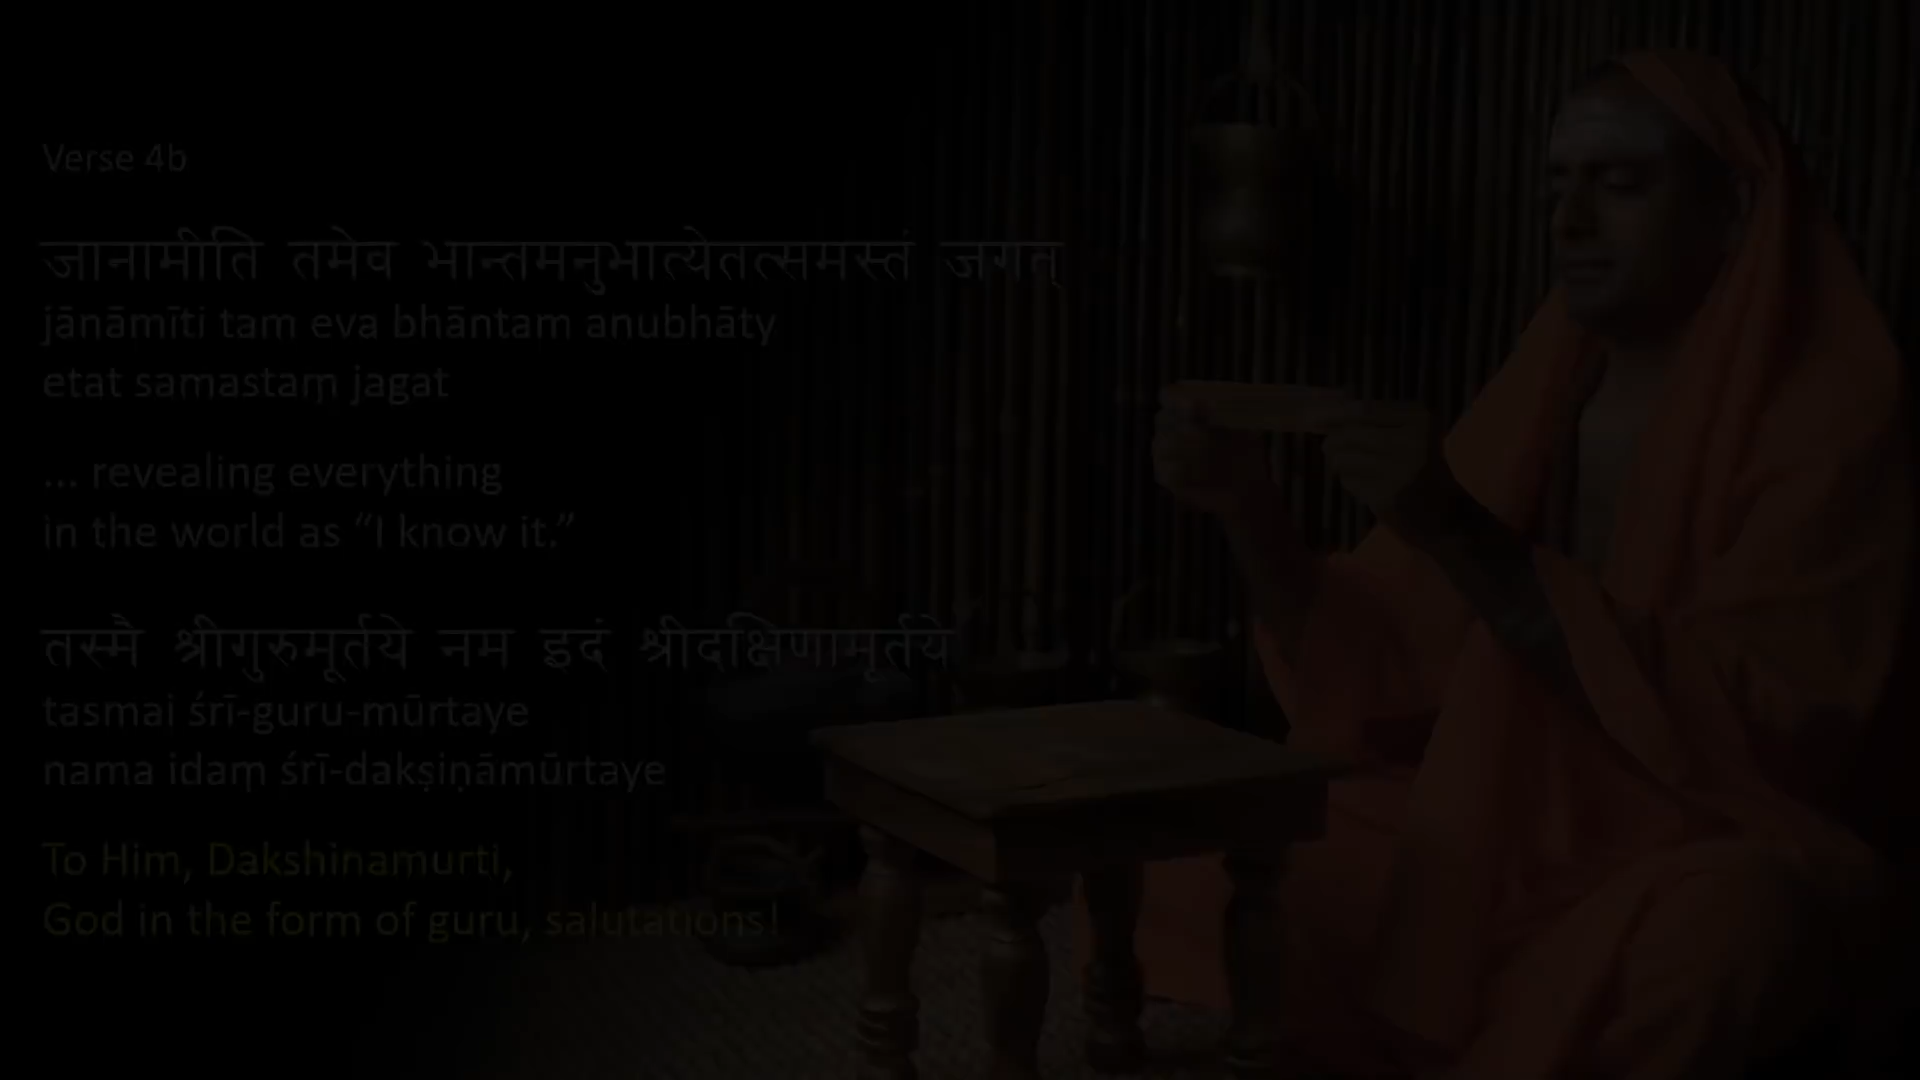 Verse 4b
जानामीति तमेव भान्तमनुभात्येतत्समस्तं जगत्
jānāmīti tam eva bhāntam anubhāty
etat samastaṃ jagat
... revealing everything
in the world as “I know it.”
तस्मै श्रीगुरुमूर्तये नम इदं श्रीदक्षिणामूर्तये
tasmai śrī-guru-mūrtaye
nama idaṃ śrī-dakṣiṇāmūrtaye
To Him, Dakshinamurti,
God in the form of guru, salutations!